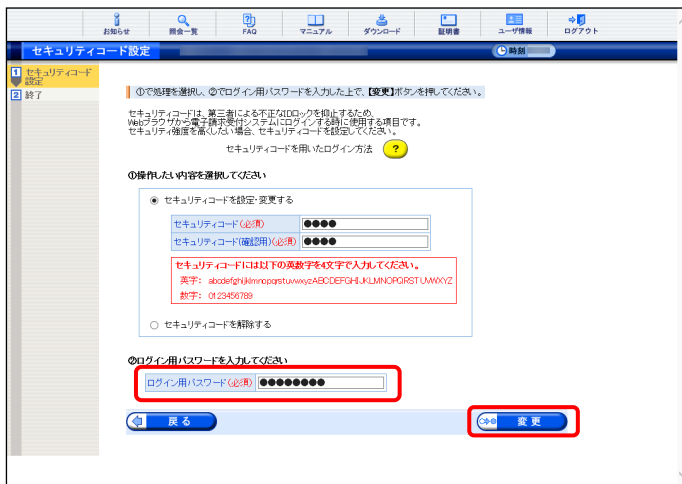 お知らせ 照会一覧 FAQ マニュアル ダウンロード 証明書 ユーザ情報 ログアウト
セキュリティコード設定 時刻
1 セキュリティコード
設定
2 終了
①で処理を選択し、②でログイン用パスワードを入力した上で、【変更】ボタンを押してください。
セキュリティコードは、第三者による不正なIDロックを抑止するため、
Webブラウザから電子請求受付システムにログインする時に使用する項目です。
セキュリティ強度を高くしたい場合、セキュリティコードを設定してください。
セキュリティコードを用いたログイン方法 ?
①操作したい内容を選択してください
セキュリティコードを設定・変更する
セキュリティコード(必須) ●●●●
セキュリティコード(確認用)(必須) ●●●●
セキュリティコードには以下の英数字を4文字で入力してください。
英字: abcdefghijklmnopqrstuvwxyzABCDEFGHIJKLMNOPQRSTUVWXYZ
数字: 0123456789
セキュリティコードを解除する
②ログイン用パスワードを入力してください
ログイン用パスワード(必須) ●●●●●●●●
戻る 変更